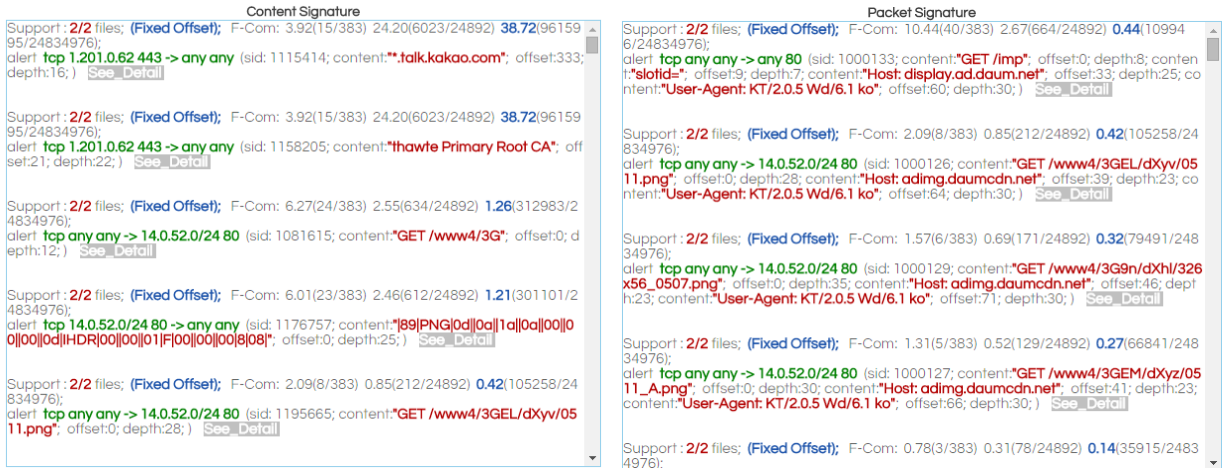 Content Signature
Support : 2/2 files; (Fixed Offset); F-Com: 3.92(15/383) 24.20(6023/24892) 38.72(96159
95/24834976);
alert tcp 1.201.0.62 443 -> any any (sid: 1115414; content:"*.talk.kakao.com"; offset:333;
depth:16; ) See_Detail
Support : 2/2 files; (Fixed Offset); F-Com: 3.92(15/383) 24.20(6023/24892) 38.72(96159
95/24834976);
alert tcp 1.201.0.62 443 -> any any (sid: 1158205; content:"thawte Primary Root CA"; off
set:21; depth:22; ) See_Detail
Support : 2/2 files; (Fixed Offset); F-Com: 6.27(24/383) 2.55(634/24892) 1.26(312983/2
4834976);
alert tcp any any -> 14.0.52.0/24 80 (sid: 1081615; content:"GET /www4/3G"; offset:0; d
epth:12; ) See_Detail
Support : 2/2 files; (Fixed Offset); F-Com: 6.01(23/383) 2.46(612/24892) 1.21(301101/2
4834976);
alert tcp 14.0.52.0/24 80 -> any any (sid: 1176757; content:"|89|PNG|0d||0a||1a||0a||00||0
0||00||0d|IHDR|00||00||01|F|00||00||00|8|08|"; offset:0; depth:25; ) See_Detail
Support : 2/2 files; (Fixed Offset); F-Com: 2.09(8/383) 0.85(212/24892) 0.42(105258/24
834976);
alert tcp any any -> 14.0.52.0/24 80 (sid: 1195665; content:"GET /www4/3GEL/dXyv/05
11.png"; offset:0; depth:28; ) See_Detail
Packet Signature
Support : 2/2 files; (Fixed Offset); F-Com: 10.44(40/383) 2.67(664/24892) 0.44(10994
6/24834976);
alert tcp any any -> any 80 (sid: 1000133; content:"GET /imp"; offset:0; depth:8; conten
t:"slotid="; offset:9; depth:7; content:"Host: display.ad.daum.net"; offset:33; depth:25; co
ntent:"User-Agent: KT/2.0.5 Wd/6.1 ko"; offset:60; depth:30; ) See_Detail
Support : 2/2 files; (Fixed Offset); F-Com: 2.09(8/383) 0.85(212/24892) 0.42(105258/24
834976);
alert tcp any any -> 14.0.52.0/24 80 (sid: 1000126; content:"GET /www4/3GEL/dXyv/05
11.png"; offset:0; depth:28; content:"Host: adimg.daumcdn.net"; offset:39; depth:23; co
ntent:"User-Agent: KT/2.0.5 Wd/6.1 ko"; offset:64; depth:30; ) See_Detail
Support : 2/2 files; (Fixed Offset); F-Com: 1.57(6/383) 0.69(171/24892) 0.32(79491/248
34976);
alert tcp any any -> 14.0.52.0/24 80 (sid: 1000129; content:"GET /www4/3G9n/dXhl/326
x56_0507.png"; offset:0; depth:35; content:"Host: adimg.daumcdn.net"; offset:46; dept
h:23; content:"User-Agent: KT/2.0.5 Wd/6.1 ko"; offset:71; depth:30; ) See_Detail
Support : 2/2 files; (Fixed Offset); F-Com: 1.31(5/383) 0.52(129/24892) 0.27(66841/248
34976);
alert tcp any any -> 14.0.52.0/24 80 (sid: 1000127; content:"GET /www4/3GEM/dXyz/05
11_A.png"; offset:0; depth:30; content:"Host: adimg.daumcdn.net"; offset:41; depth:23;
content:"User-Agent: KT/2.0.5 Wd/6.1 ko"; offset:66; depth:30; ) See_Detail
Support : 2/2 files; (Fixed Offset); F-Com: 0.78(3/383) 0.31(78/24892) 0.14(35915/2483
4976);